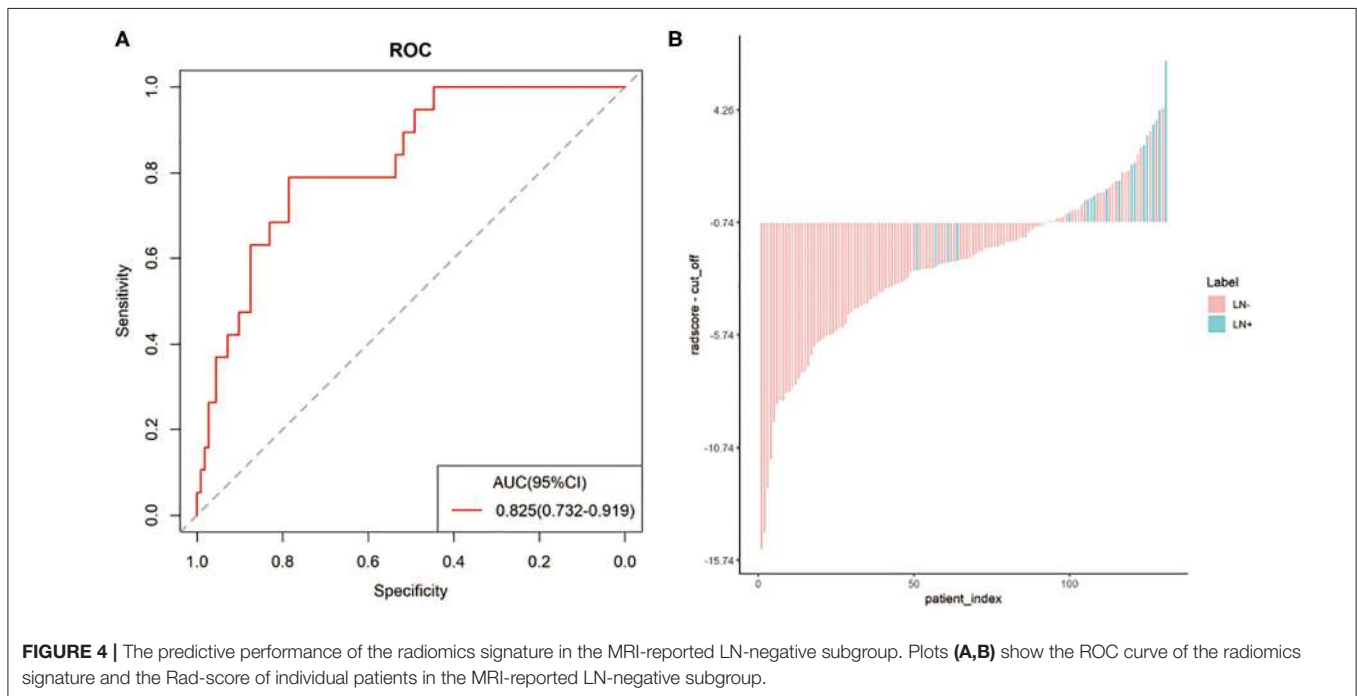 A
ROC
1.0
0.8
0.6
0.4
0.2
0.0
Sensitivity
1.0 0.8 0.6 0.4 0.2 0.0
Specificity
AUC(95%CI)
0.825(0.732-0.919)
B
4.26
-0.74
-5.74
-10.74
-15.74
radscore - cut_off
0 50 100
patient_index
Label
LN-
LN+
FIGURE 4 | The predictive performance of the radiomics signature in the MRI-reported LN-negative subgroup. Plots (A,B) show the ROC curve of the radiomics
signature and the Rad-score of individual patients in the MRI-reported LN-negative subgroup.